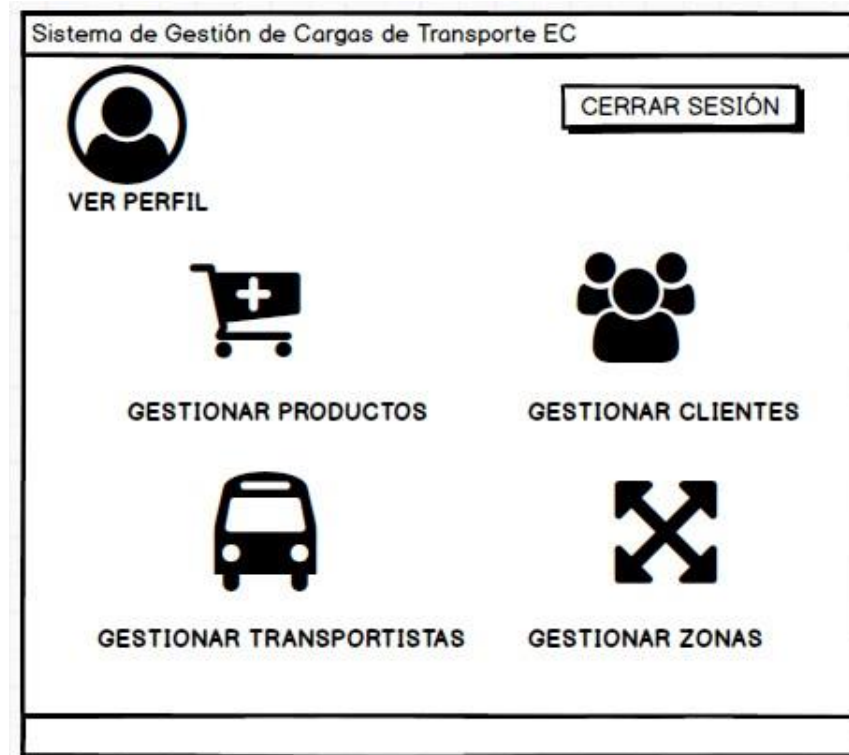 Sistema de Gestión de Cargas de Transporte EC
CERRAR SESIÓN
VER PERFIL
GESTIONAR PRODUCTOS
GESTIONAR CLIENTES
GESTIONAR TRANSPORTISTAS
GESTIONAR ZONAS